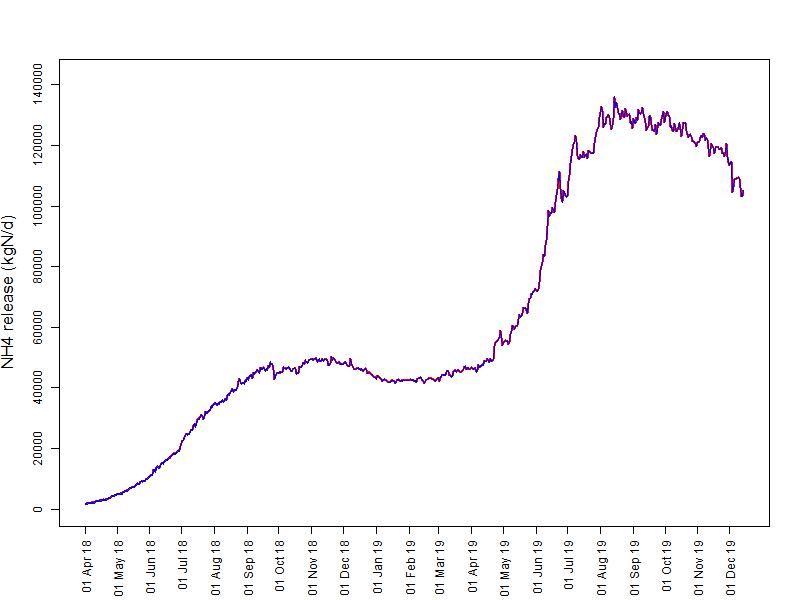 NH4 release (kgN/d)
140000
120000
100000
80000
60000
40000
20000
0
01 Apr 18
01 May 18
01 Jun 18
01 Jul 18
01 Aug 18
01 Sep 18
01 Oct 18
01 Nov 18
01 Dec 18
01 Jan 19
01 Feb 19
01 Mar 19
01 Apr 19
01 May 19
01 Jun 19
01 Jul 19
01 Aug 19
01 Sep 19
01 Oct 19
01 Nov 19
01 Dec 19